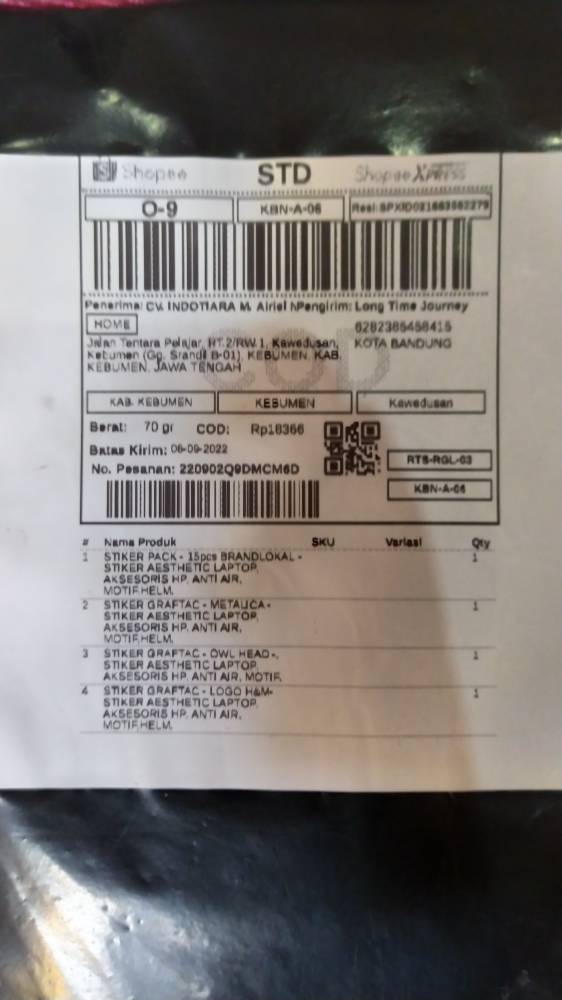 Shopee STD Shopee XPRESS
O-9 KBN-A-06 Resi:
Penerima: CV. INDOTIARA M. Airiel Pengirim: Long Time Journey
HOME 6282385458415
Jalan Tentara Pelajar, RT.2/RW.1, Kawedusan, KOTA BANDUNG
Kebumen (Gg. Srandil B-01), KEBUMEN, KAB.
KEBUMEN, JAWA TENGAH
COD
KAB. KEBUMEN KEBUMEN Kawedusan
Berat: 70 gr COD: Rp18366
Batas Kirim: 06-09-2022
RTS-RGL-03
No. Pesanan: 220902Q9DMCM6D
KBN-A-06
# Nama Produk SKU Variasi Qty
1 STIKER PACK - 15pcs BRANDLOKAL - 1
STIKER AESTHETIC LAPTOP,
AKSESORIS HP, ANTI AIR,
MOTIF, HELM,
2 STIKER GRAFTAC - METALICA - 1
STIKER AESTHETIC LAPTOP,
AKSESORIS HP, ANTI AIR,
MOTIF, HELM,
3 STIKER GRAFTAC - OWL HEAD -, 1
STIKER AESTHETIC LAPTOP,
AKSESORIS HP, ANTI AIR, MOTIF,
4 STIKER GRAFTAC - LOGO H&M- 1
STIKER AESTHETIC LAPTOP,
AKSESORIS HP, ANTI AIR,
MOTIF, HELM,